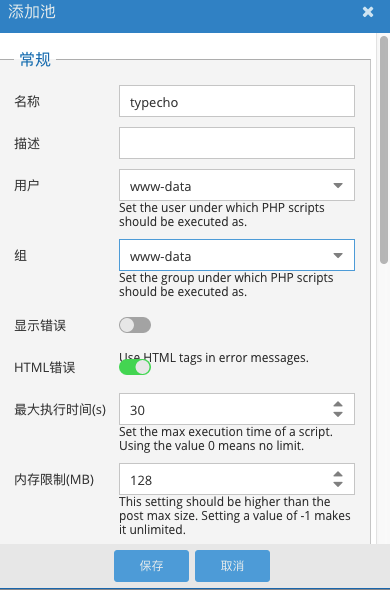 添加池
常规
名称
typecho
描述
用户
www-data
Set the user under which PHP scripts
should be executed as.
组
www-data
Set the group under which PHP scripts
should be executed as.
显示错误
Use HTML tags in error messages.
HTML错误
最大执行时间(s)
30
Set the max execution time of a script.
Using the value 0 means no limit.
内存限制(MB)
128
This setting should be higher than the
post max size. Setting a value of -1 makes
it unlimited.
保存
取消